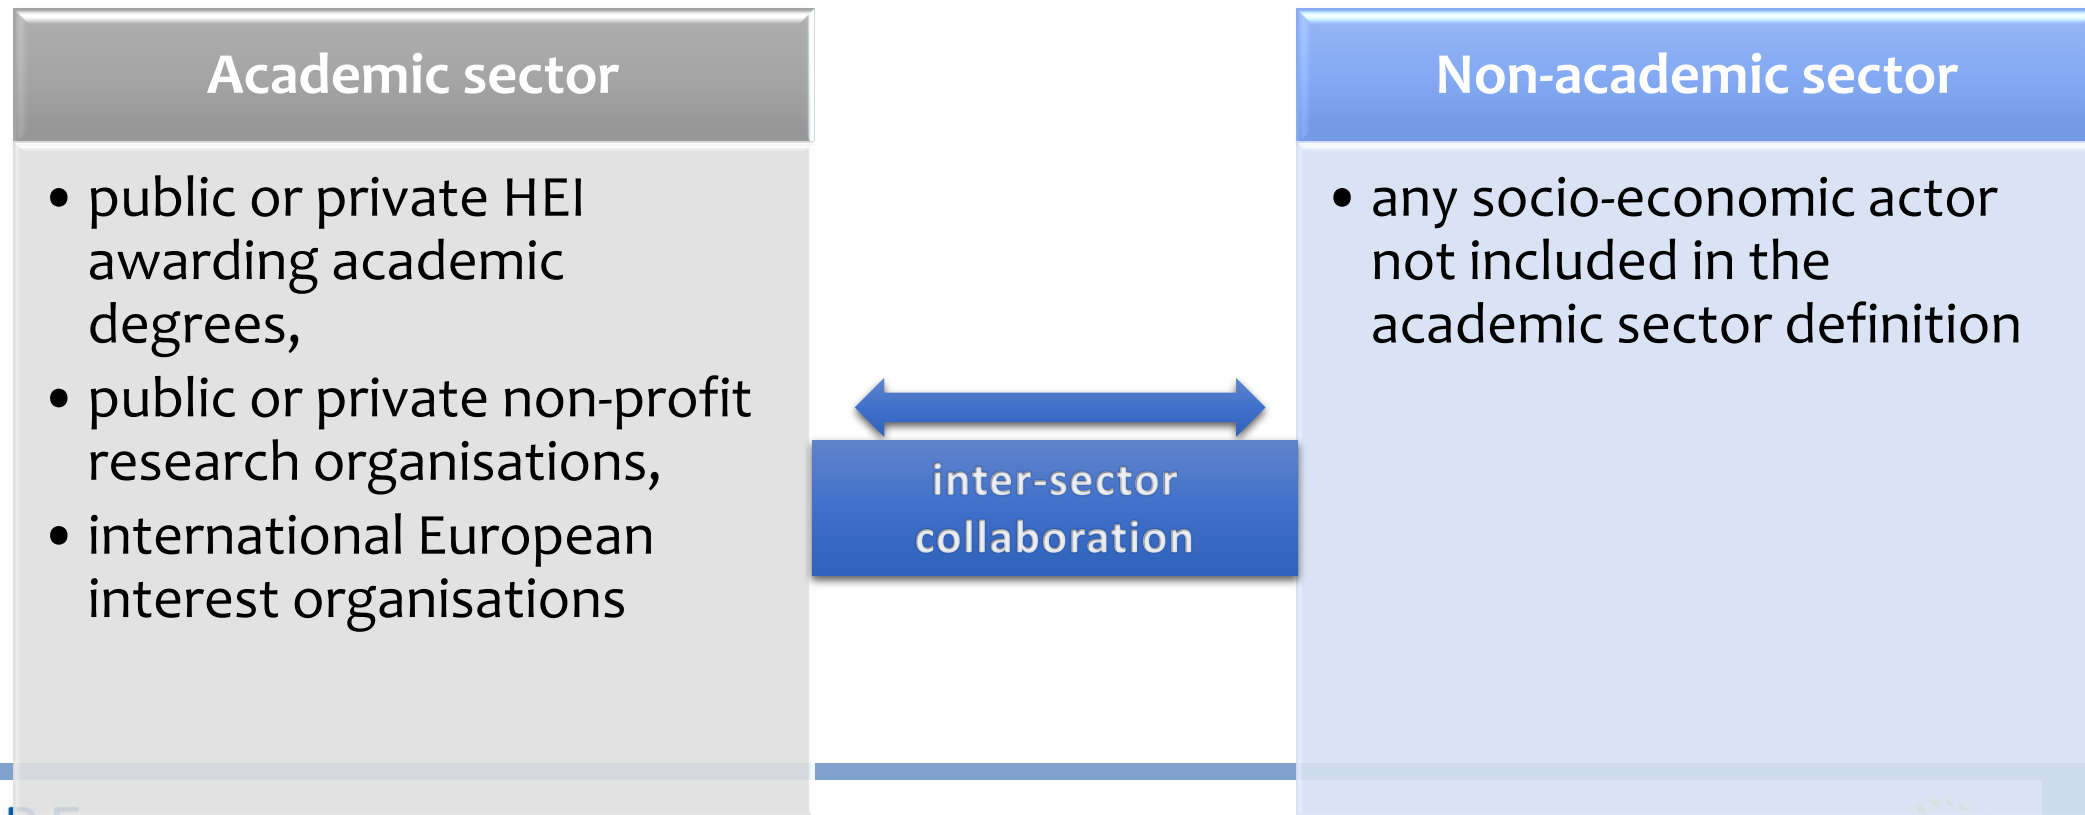 Academic sector
• public or private HEI
awarding academic
degrees,
• public or private non-profit
research organisations,
• international European
interest organisations
inter-sector
collaboration
Non-academic sector
• any socio-economic actor
not included in the
academic sector definition